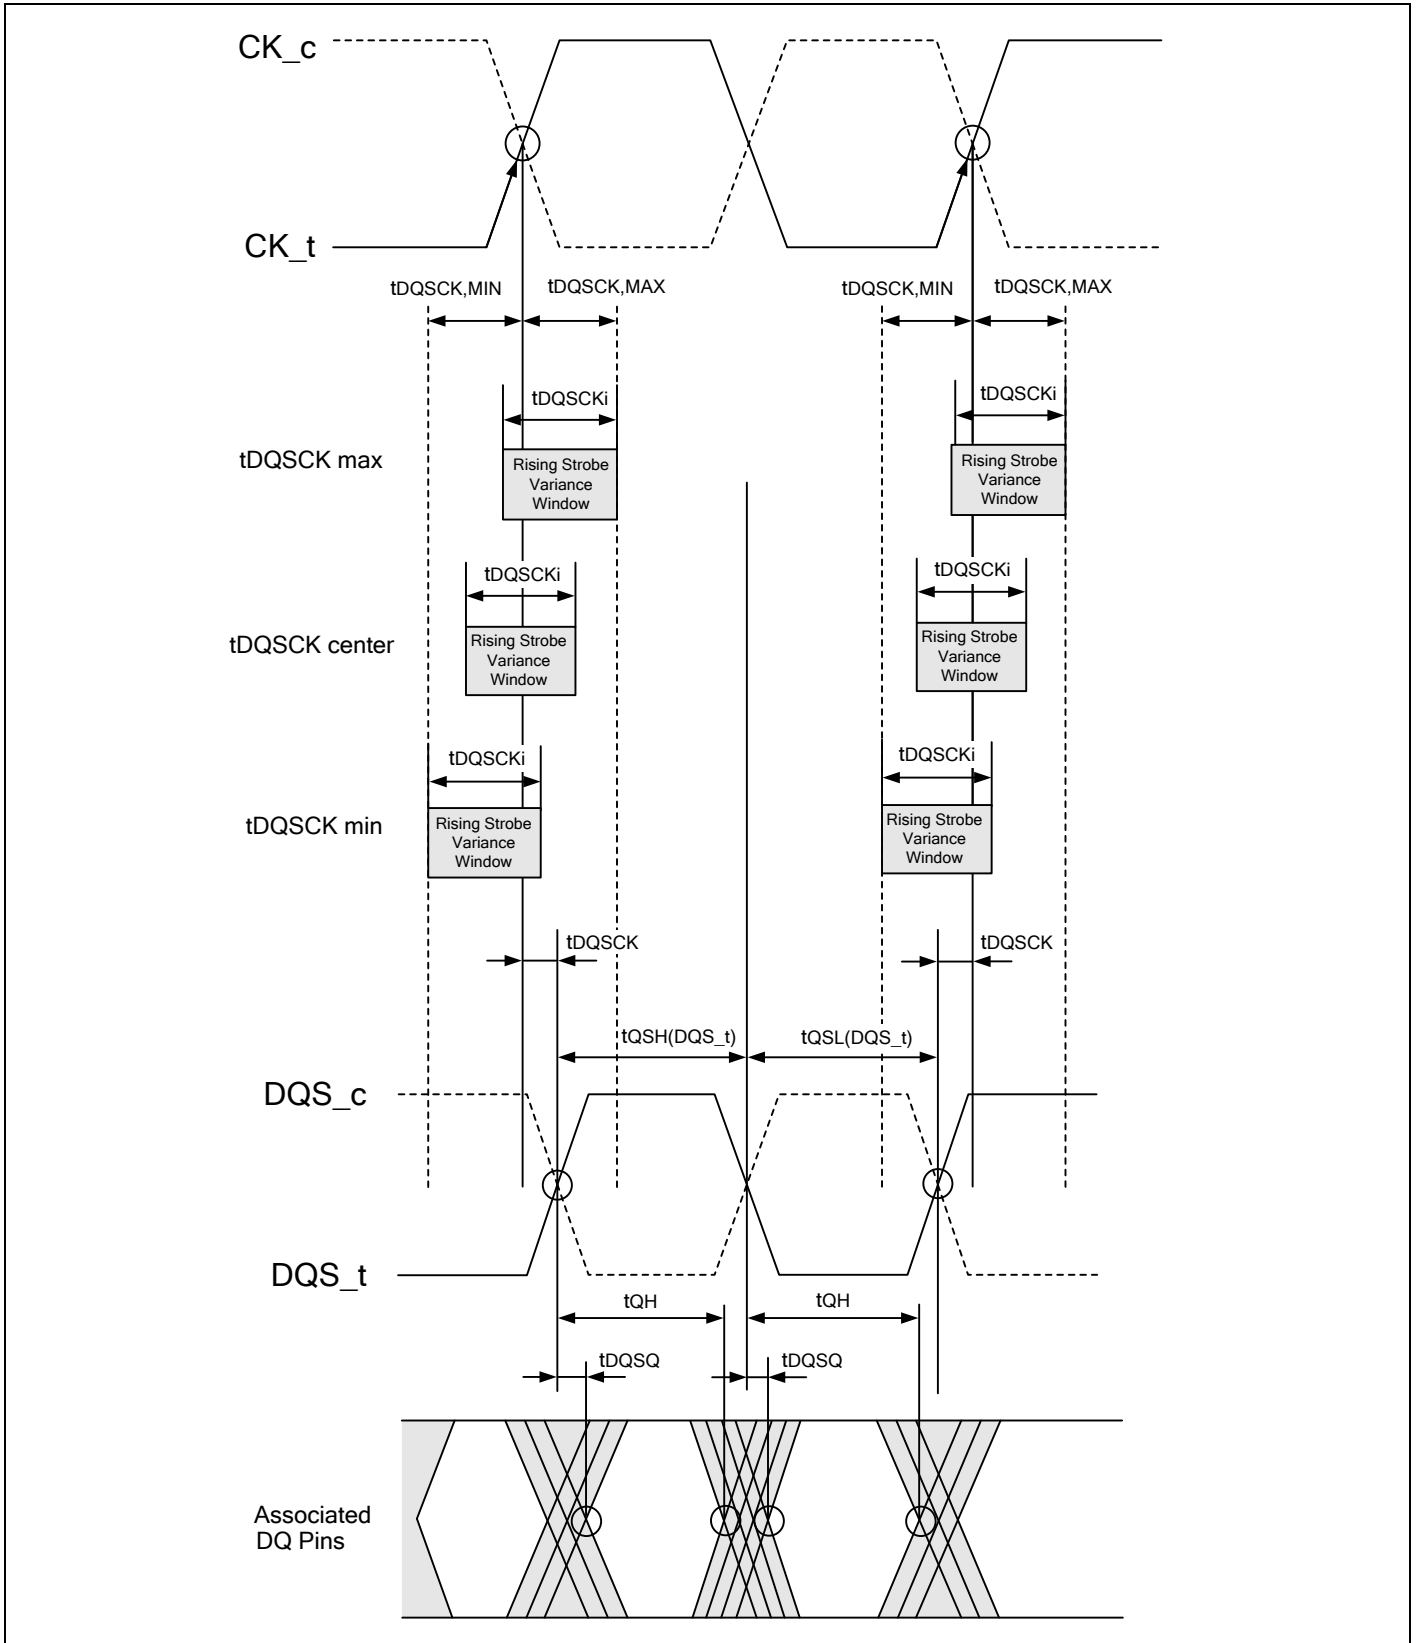 CK_c
CK_t
tDQSCK,MIN
tDQSCK,MAX
tDQSCK,MIN
tDQSCK,MAX
tDQSCKi
tDQSCKi
tDQSCK max
Rising Strobe
Variance
Window
Rising Strobe
Variance
Window
tDQSCKi
tDQSCKi
tDQSCK center
Rising Strobe
Variance
Window
Rising Strobe
Variance
Window
tDQSCKi
tDQSCKi
tDQSCK min
Rising Strobe
Variance
Window
Rising Strobe
Variance
Window
tDQSCK
tDQSCK
tQSH(DQS_t)
tQSL(DQS_t)
DQS_c
DQS_t
tQH
tQH
tDQSQ
tDQSQ
Associated
DQ Pins